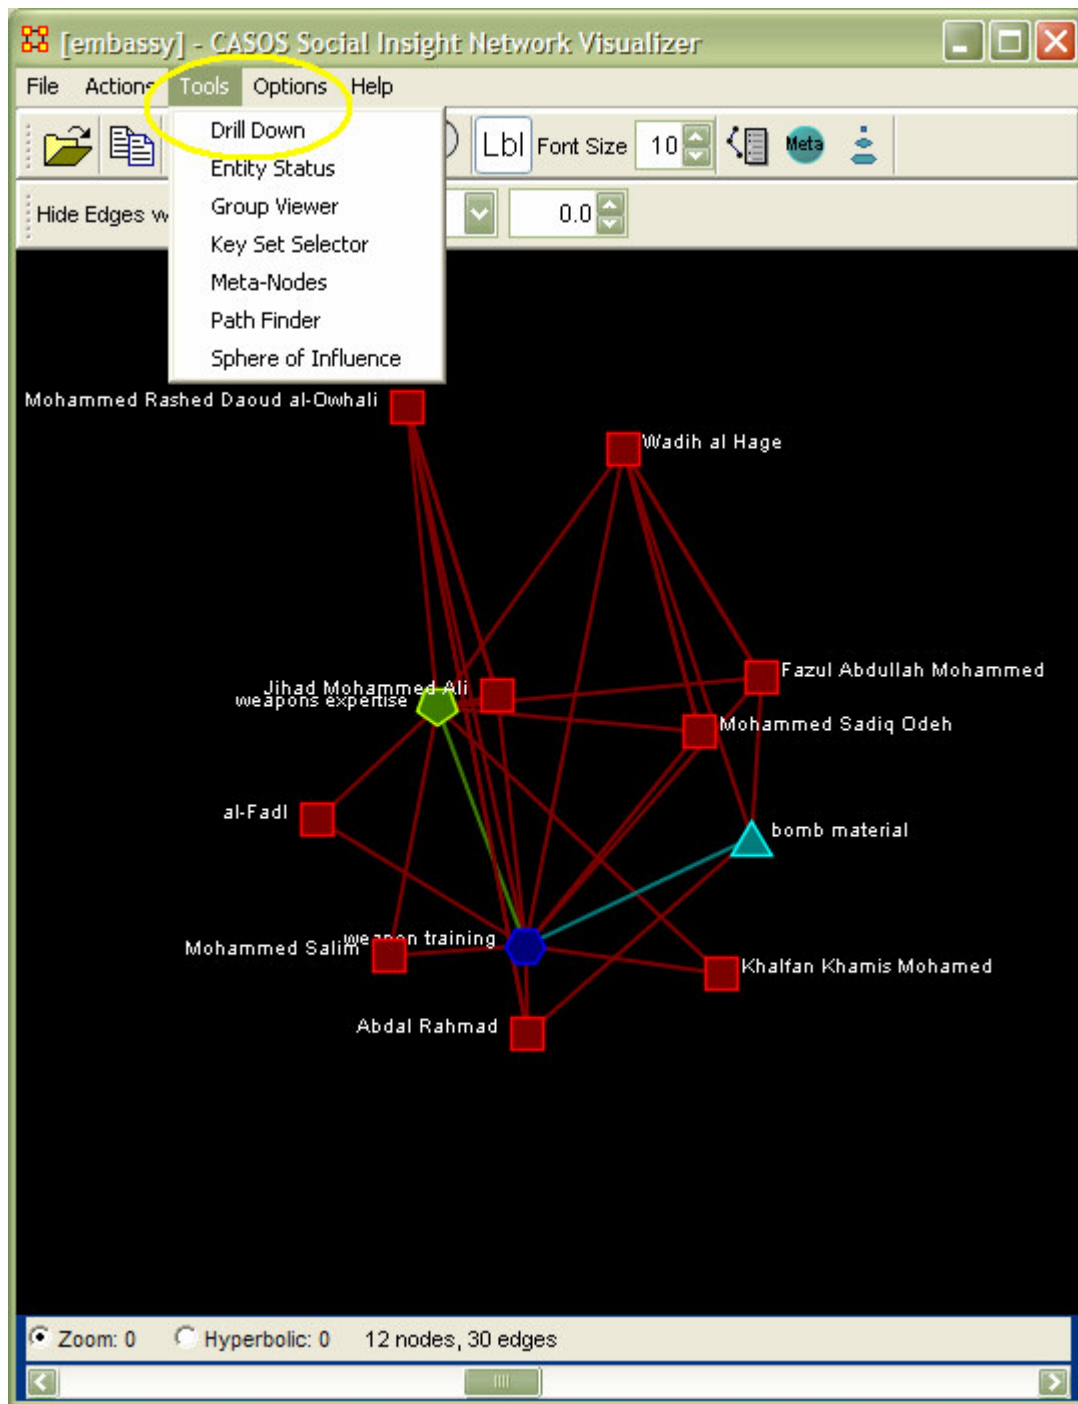 [embassy] - CASOS Social Insight Network Visualizer
File Actions Tools Options Help
Lbl Font Size 10 Meta
Hide Edges 0.0
Drill Down
Entity Status
Group Viewer
Key Set Selector
Meta-Nodes
Path Finder
Sphere of Influence
Mohammed Rashed Daoud al-Owhali
Wadih al Hage
Fazul Abdullah Mohammed
Jihad Mohammed Ali
weapons expertise
Mohammed Sadiq Odeh
al-Fadl
bomb material
weapon training
Mohammed Salim
Khalfan Khamis Mohamed
Abdal Rahmad
Zoom: 0 Hyperbolic: 0 12 nodes, 30 edges